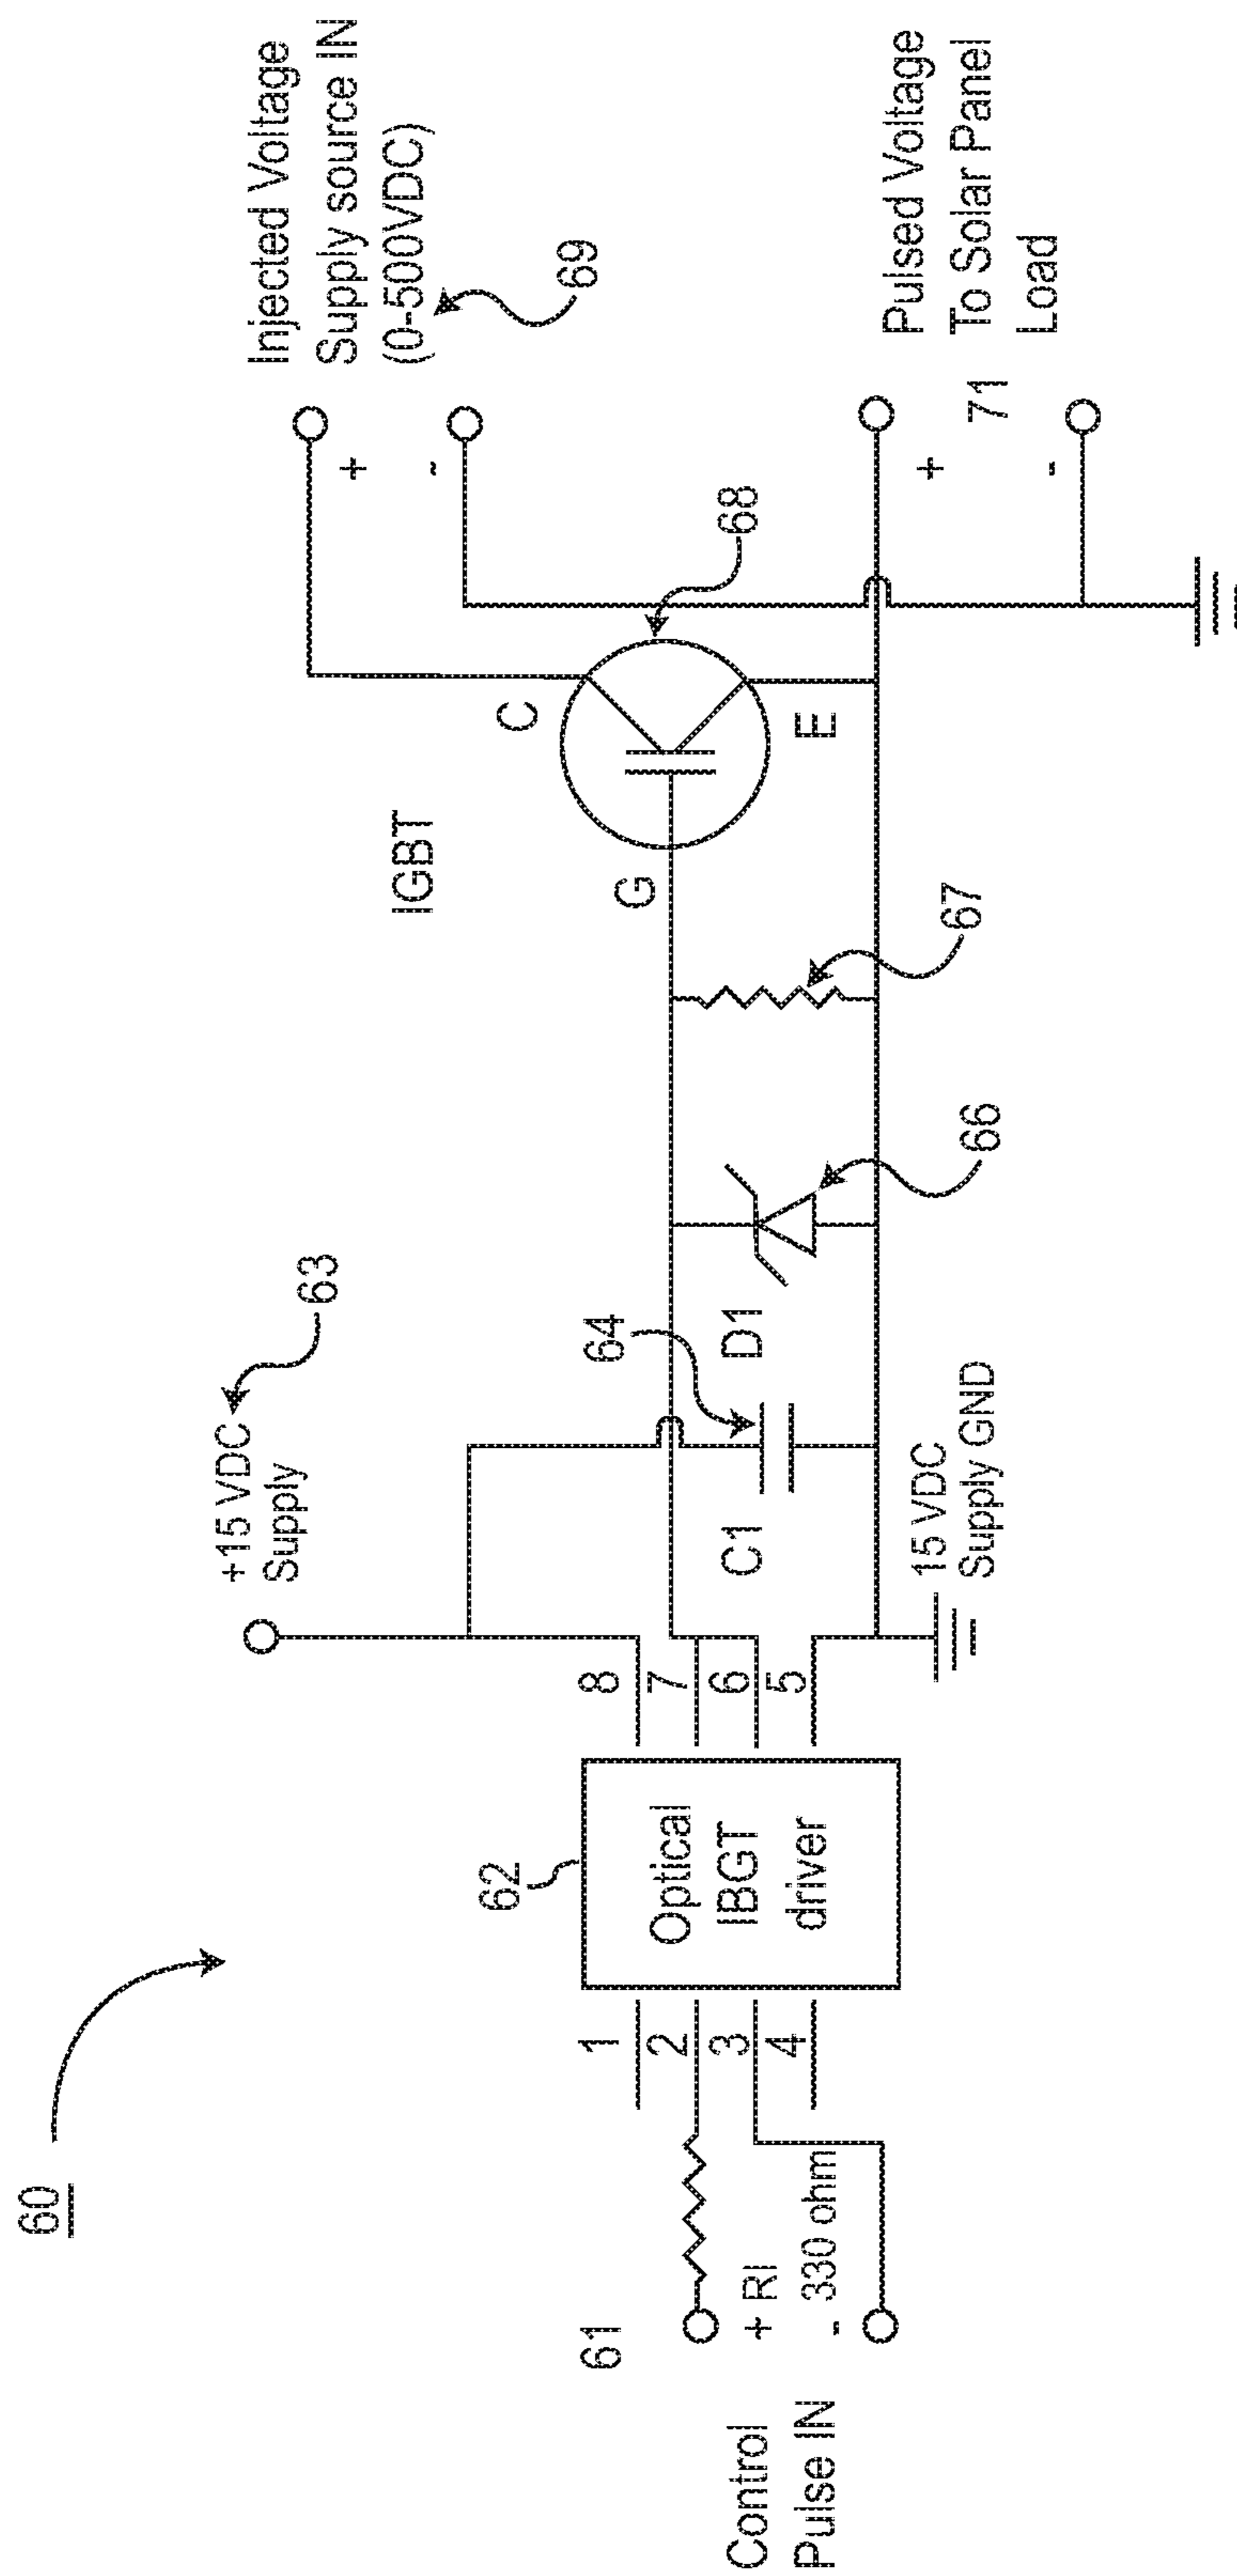 60
Control
Pulse IN
61
+ RI
- 330 ohm
1
2
3
4
62
Optical
IBGT
driver
8
7
6
5
+15 VDC
Supply
63
15 VDC
Supply GND
C1
64
D1
66
67
IGBT
G
C
E
68
+
-
Injected Voltage
Supply source IN
(0-500VDC)
69
+
-
71
Pulsed Voltage
To Solar Panel
Load